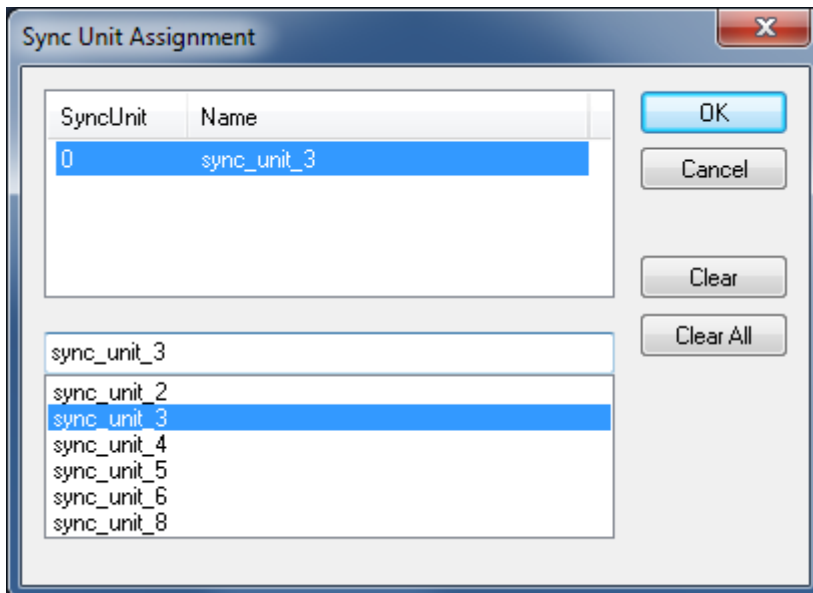 Sync Unit Assignment
SyncUnit Name
0 sync_unit_3
OK
Cancel
Clear
Clear All
sync_unit_3
sync_unit_2
sync_unit_3
sync_unit_4
sync_unit_5
sync_unit_6
sync_unit_8